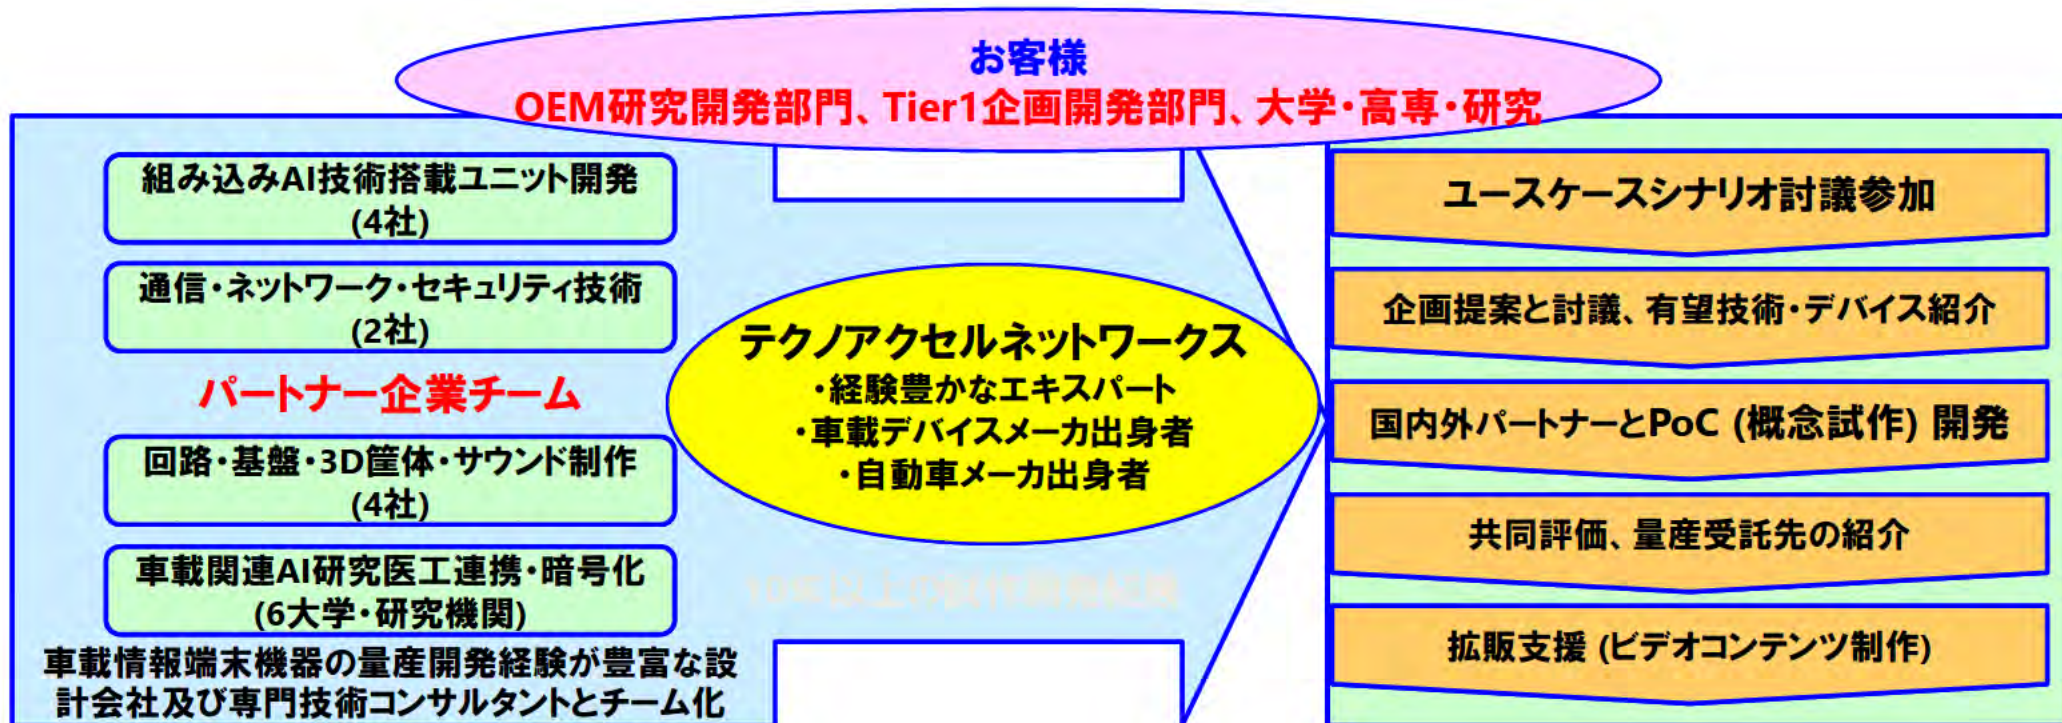 お客様
OEM研究開発部門、Tier1企画開発部門、大学・高専・研究
組み込みAI技術搭載ユニット開発
(4社)
通信・ネットワーク・セキュリティ技術
(2社)
パートナー企業チーム
回路・基盤・3D筐体・サウンド制作
(4社)
車載関連AI研究医工連携・暗号化
(6大学・研究機関)
車載情報端末機器の量産開発経験が豊富な設
計会社及び専門技術コンサルタントとチーム化
テクノアクセルネットワークス
・経験豊かなエキスパート
・車載デバイスメーカ出身者
・自動車メーカ出身者
ユースケースシナリオ討議参加
企画提案と討議、有望技術・デバイス紹介
国内外パートナーとPoC (概念試作) 開発
共同評価、量産受託先の紹介
拡販支援 (ビデオコンテンツ制作)